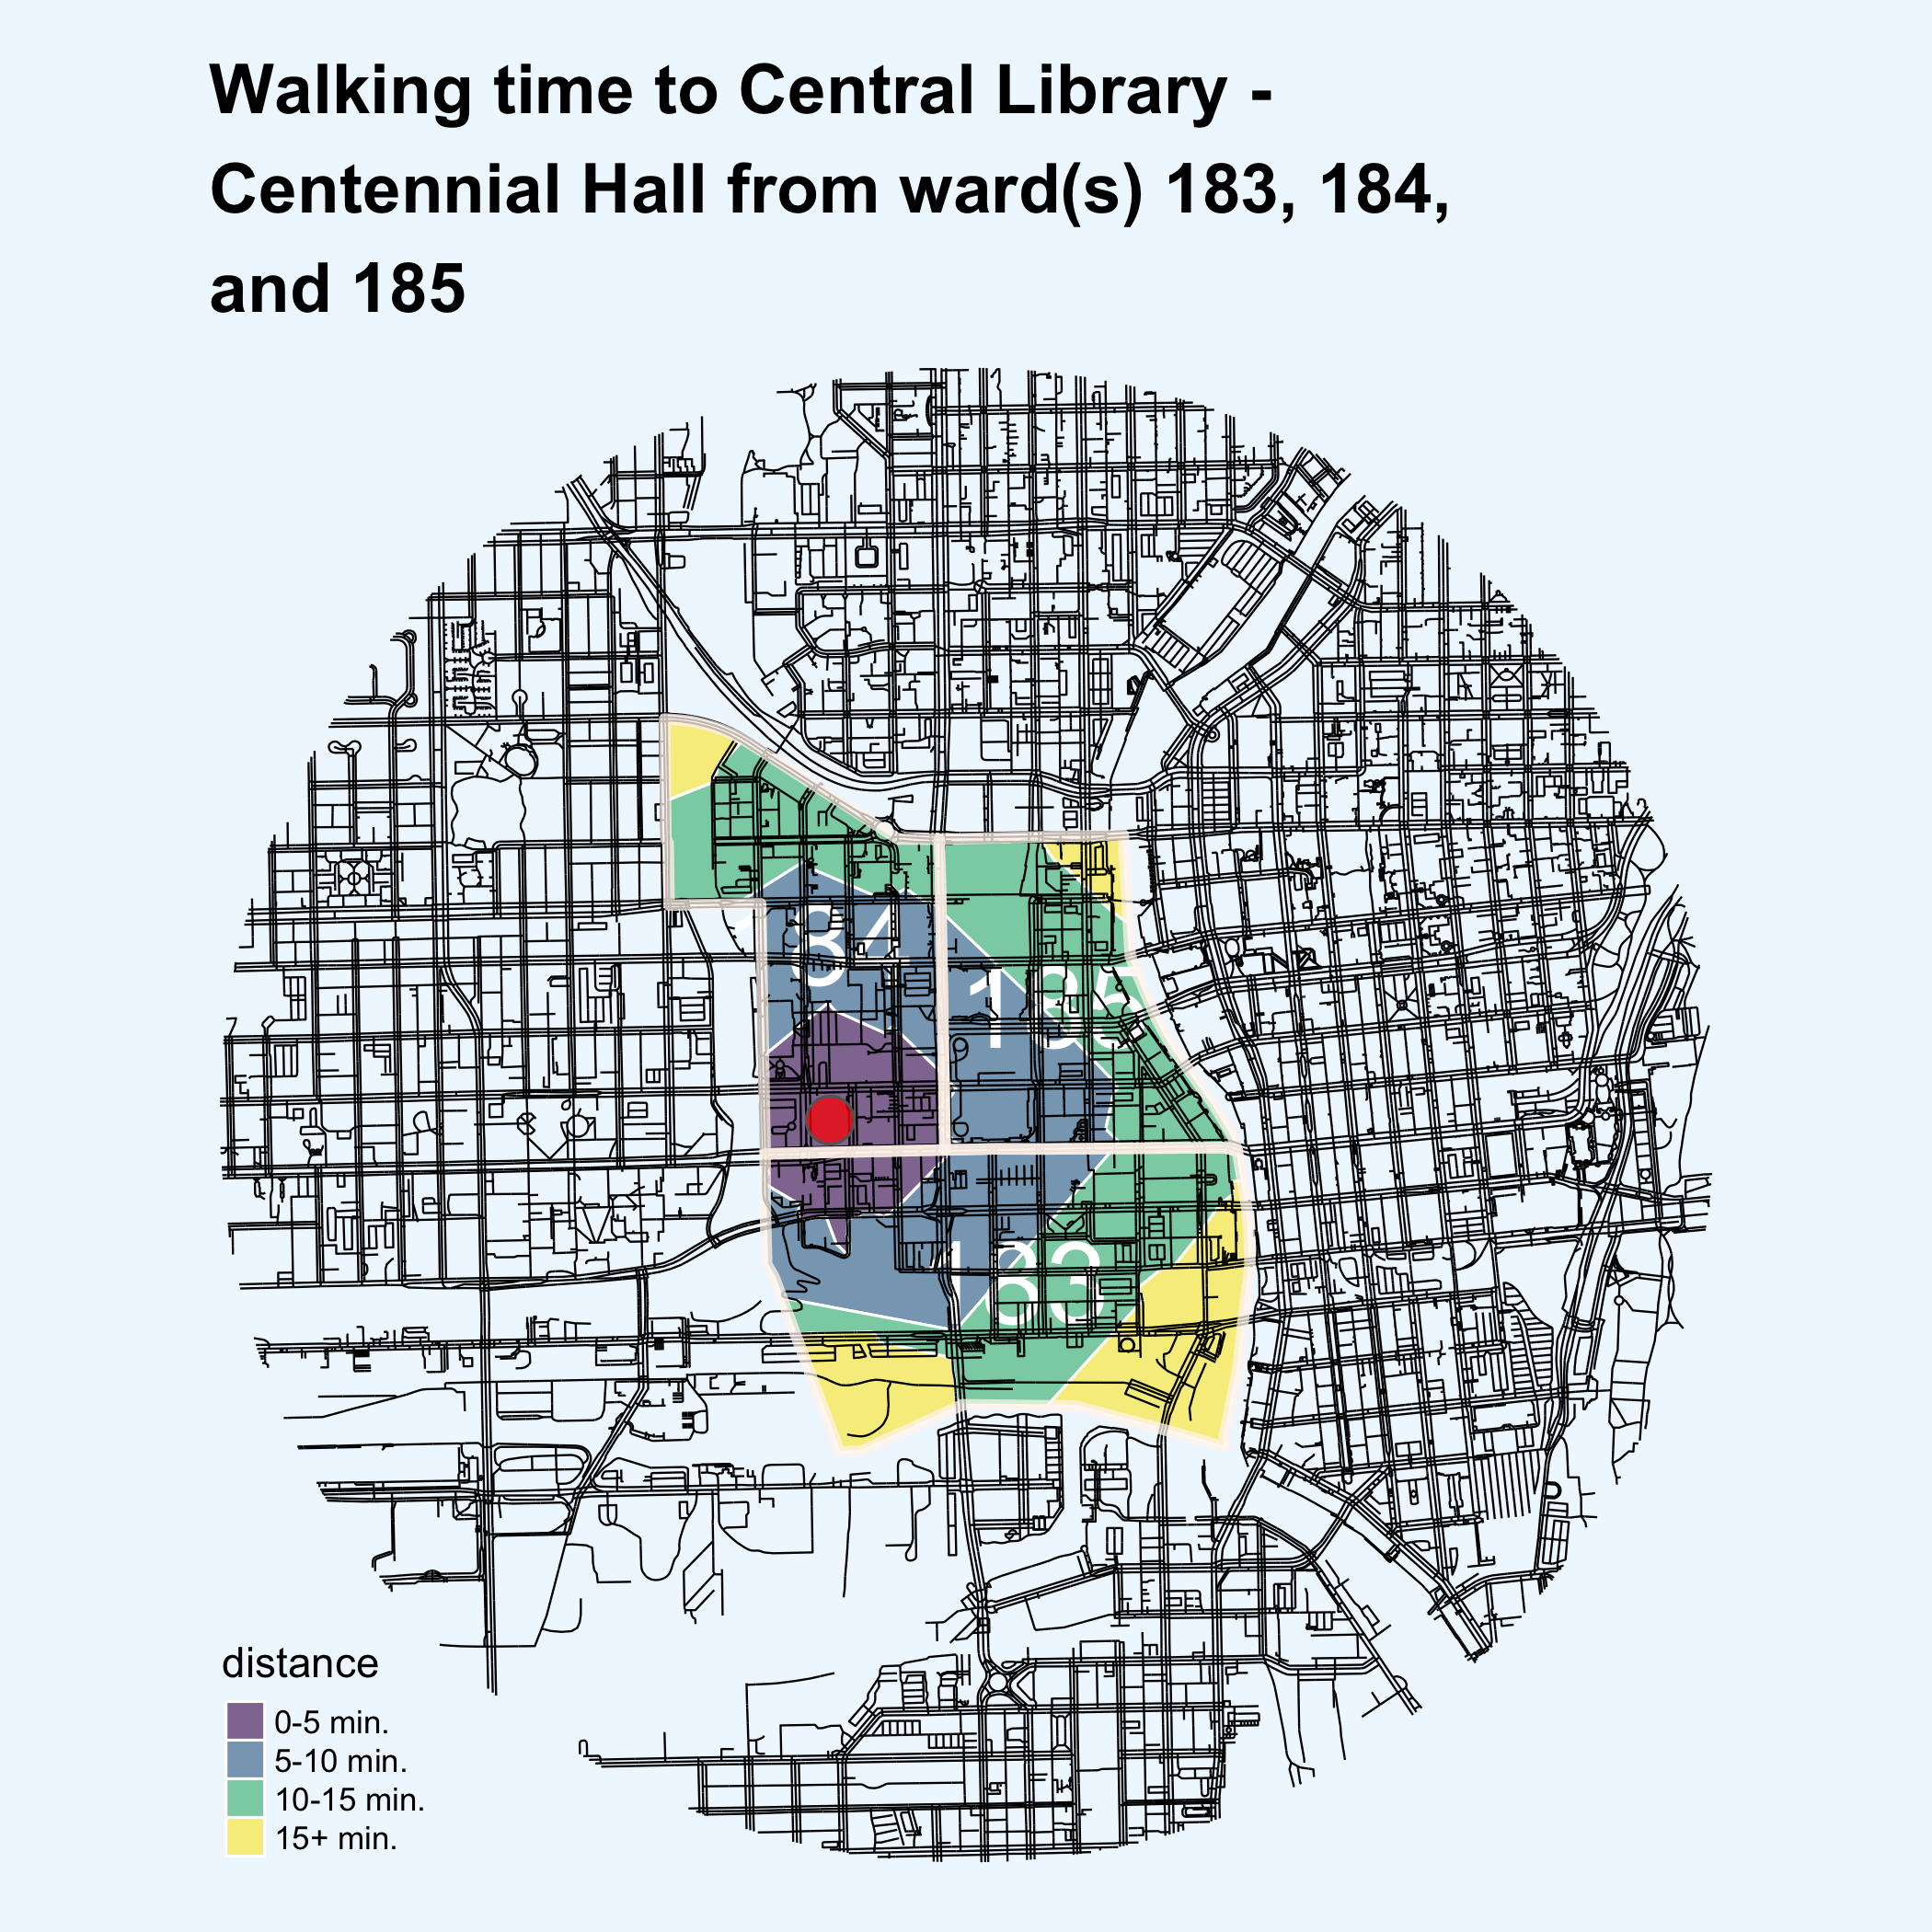 Walking time to Central Library -
Centennial Hall from ward(s) 183, 184,
and 185
184
185
183
distance
0-5 min.
5-10 min.
10-15 min.
15+ min.